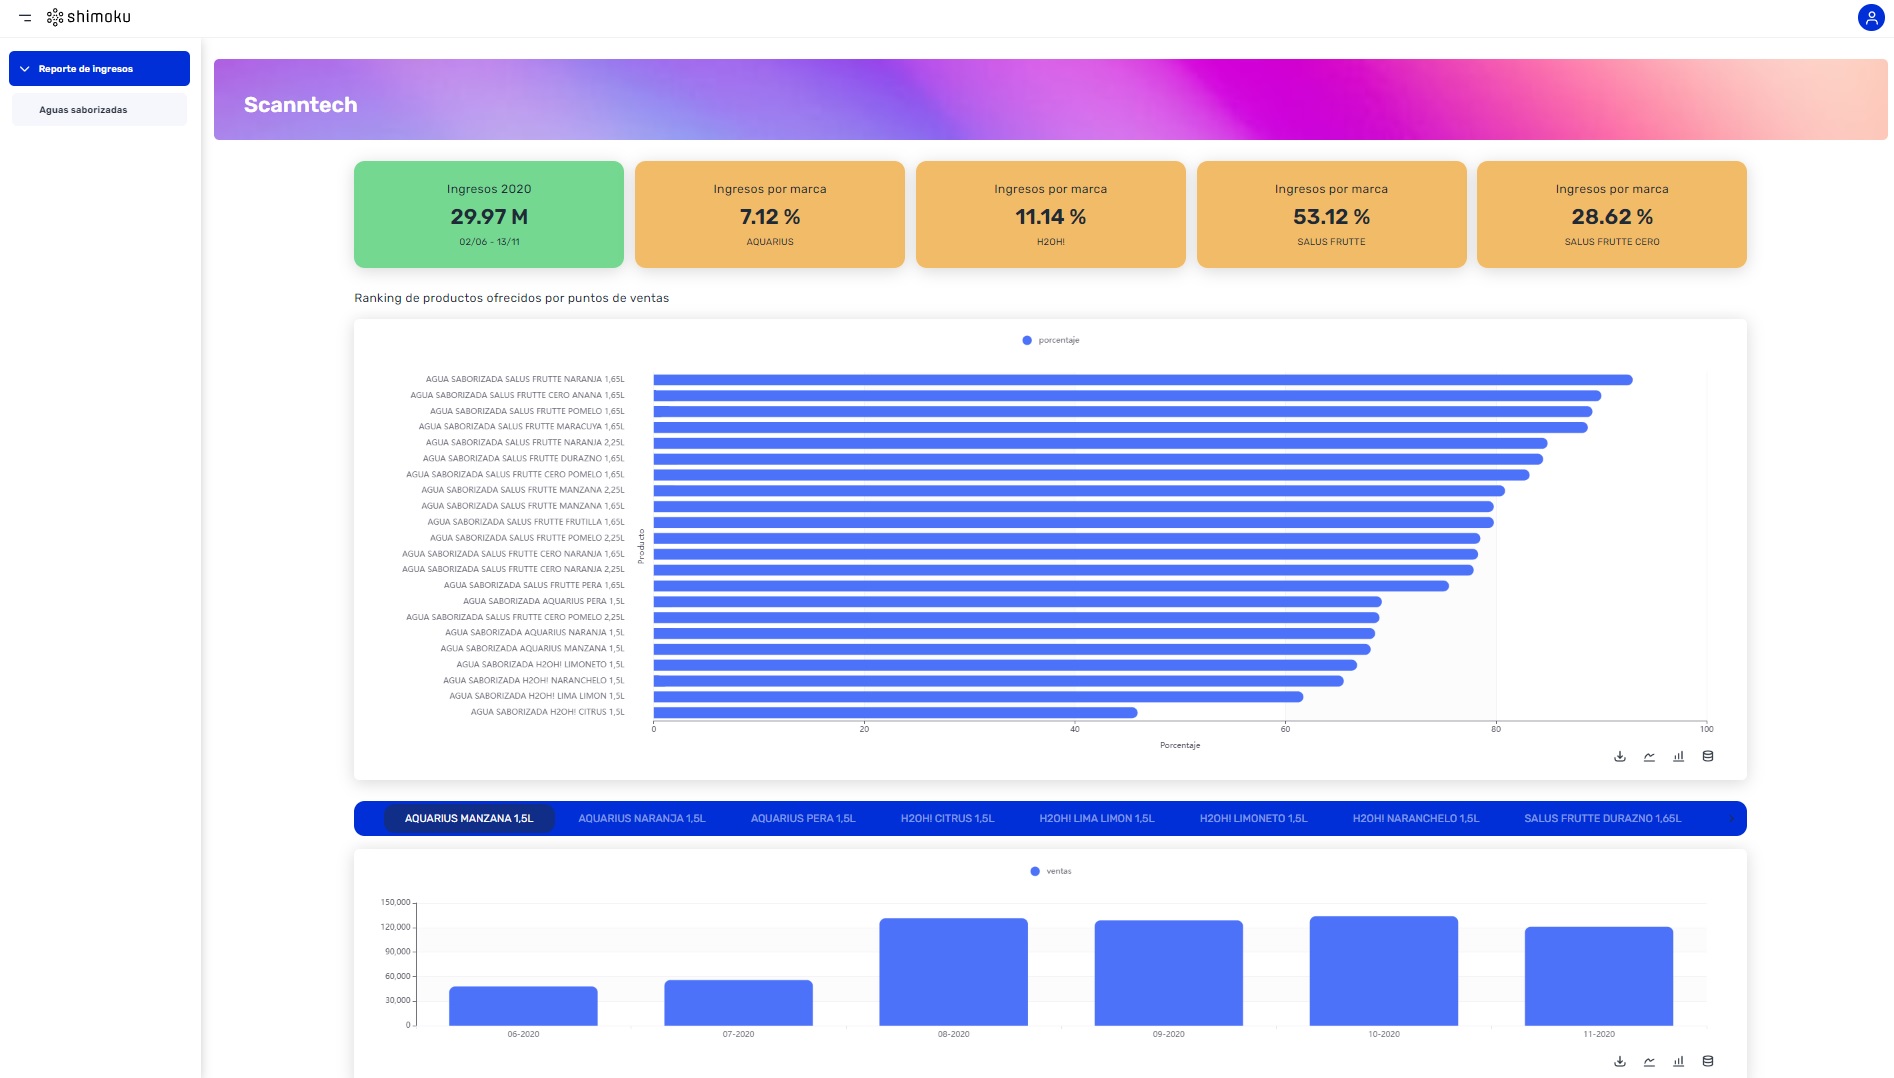 shimoku
Reporte de ingresos
Aguas saborizadas
Scanntech
Ingresos 2020
29.97 M
02/06 - 13/11
Ingresos por marca
7.12 %
AQUARIUS
Ingresos por marca
11.14 %
H2OH!
Ingresos por marca
53.12 %
SALUS FRUTTE
Ingresos por marca
28.62 %
SALUS FRUTTE CERO
Ranking de productos ofrecidos por puntos de ventas
porcentaje
AGUA SABORIZADA SALUS FRUTTE NARANJA 1,65L
AGUA SABORIZADA SALUS FRUTTE CERO ANANA 1,65L
AGUA SABORIZADA SALUS FRUTTE POMELO 1,65L
AGUA SABORIZADA SALUS FRUTTE MARACUYA 1,65L
AGUA SABORIZADA SALUS FRUTTE NARANJA 2,25L
AGUA SABORIZADA SALUS FRUTTE DURAZNO 1,65L
AGUA SABORIZADA SALUS FRUTTE CERO POMELO 1,65L
AGUA SABORIZADA SALUS FRUTTE MANZANA 2,25L
AGUA SABORIZADA SALUS FRUTTE MANZANA 1,65L
AGUA SABORIZADA SALUS FRUTTE FRUTILLA 1,65L
AGUA SABORIZADA SALUS FRUTTE POMELO 2,25L
AGUA SABORIZADA SALUS FRUTTE CERO NARANJA 1,65L
AGUA SABORIZADA SALUS FRUTTE CERO NARANJA 2,25L
AGUA SABORIZADA SALUS FRUTTE PERA 1,65L
AGUA SABORIZADA AQUARIUS PERA 1,5L
AGUA SABORIZADA SALUS FRUTTE CERO POMELO 2,25L
AGUA SABORIZADA AQUARIUS NARANJA 1,5L
AGUA SABORIZADA AQUARIUS MANZANA 1,5L
AGUA SABORIZADA H2OH! LIMONETO 1,5L
AGUA SABORIZADA H2OH! NARANCHELO 1,5L
AGUA SABORIZADA H2OH! LIMA LIMON 1,5L
AGUA SABORIZADA H2OH! CITRUS 1,5L
Producto
0 20 40 60 80 100
Porcentaje
AQUARIUS MANZANA 1,5L AQUARIUS NARANJA 1,5L AQUARIUS PERA 1,5L H2OH! CITRUS 1,5L H2OH! LIMA LIMON 1,5L H2OH! LIMONETO 1,5L H2OH! NARANCHELO 1,5L SALUS FRUTTE DURAZNO 1,65L
ventas
150,000
120,000
90,000
60,000
30,000
0
06-2020 07-2020 08-2020 09-2020 10-2020 11-2020